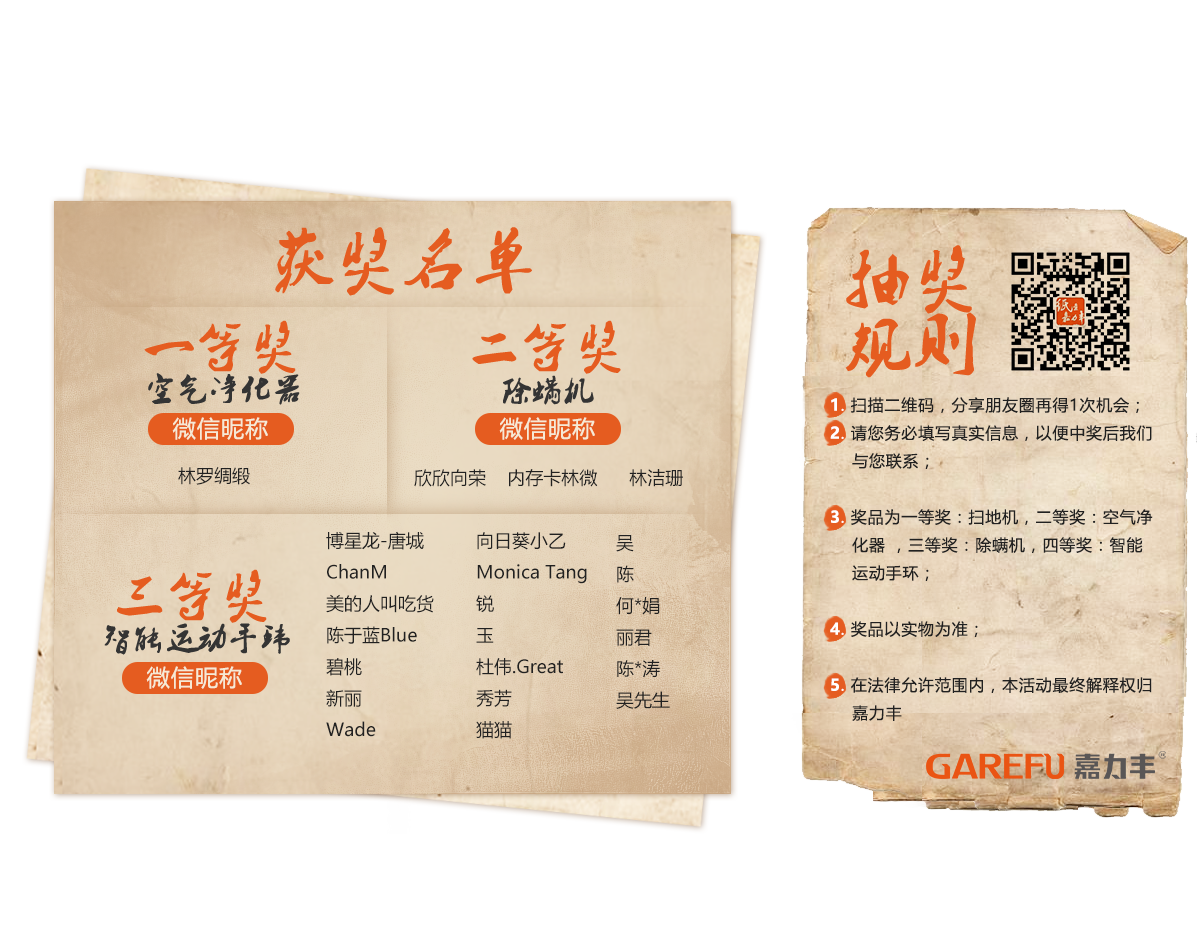 获奖名单
一等奖
空气净化器
微信昵称
林罗绸缎
二等奖
除螨机
微信昵称
欣欣向荣 内存卡林微 林洁珊
三等奖
智能运动手玮
微信昵称
博星龙-唐城
ChanM
美的人叫吃货
陈于蓝Blue
碧桃
新丽
Wade
向日葵小乙
Monica Tang
锐
玉
杜伟.Great
秀芳
猫猫
吴
陈
何*娟
丽君
陈*涛
吴先生
抽奖
规则
纸注
嘉力丰
1. 扫描二维码，分享朋友圈再得1次机会；
2. 请您务必填写真实信息，以便中奖后我们
与您联系；
3. 奖品为一等奖：扫地机，二等奖：空气净
化器 ，三等奖：除螨机，四等奖：智能
运动手环；
4. 奖品以实物为准；
5. 在法律允许范围内，本活动最终解释权归
嘉力丰
GAREFU 嘉力丰®